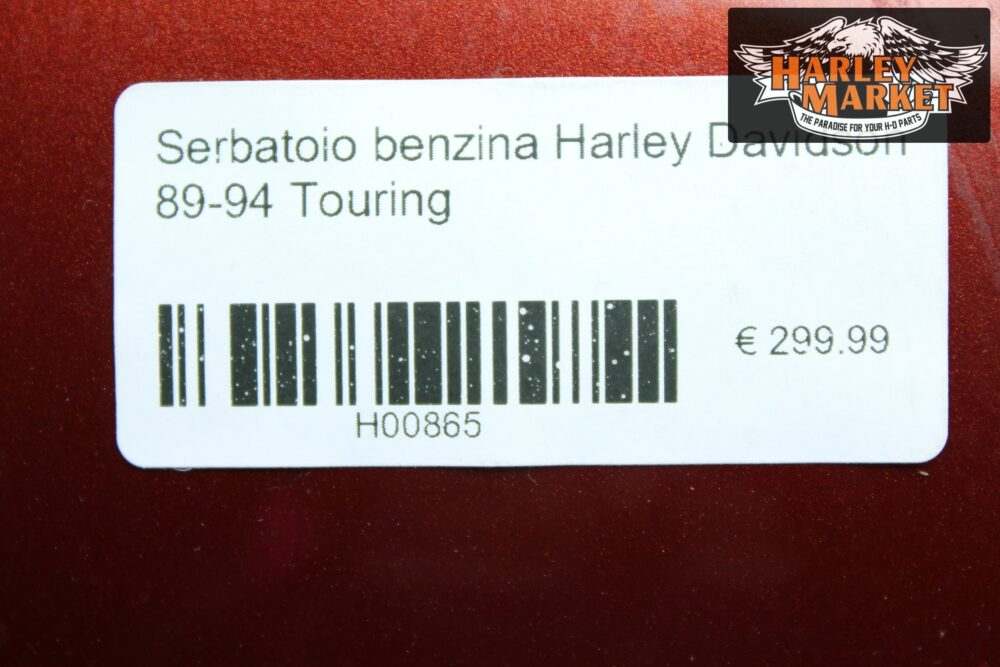 HARLEY
MARKET
THE PARADISE FOR YOUR H-D PARTS
Serbatoio benzina Harley Davidson
89-94 Touring
€ 299.99
H00865